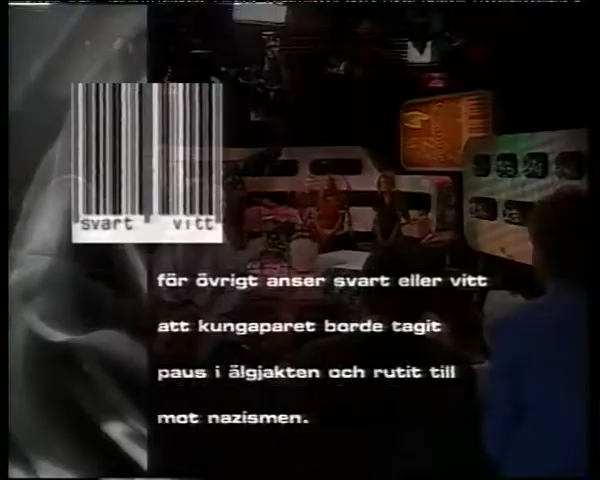 svart vitt
för övrigt anser svart eller vitt
att kungaparet borde tagit
paus i älgjakten och rutit till
mot nazismen.